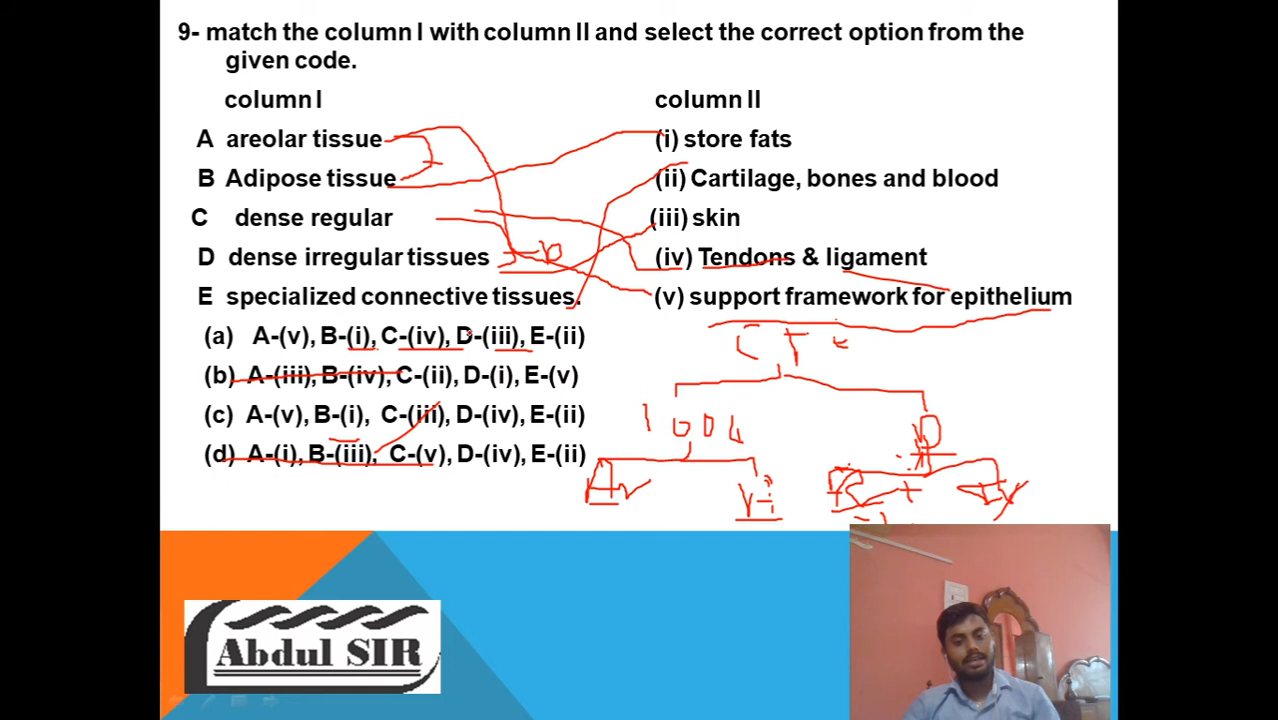 9- match the column I with column II and select the correct option from the
given code.
column I
column II
A areolar tissue
(i) store fats
B Adipose tissue
(ii) Cartilage, bones and blood
C dense regular
(iii) skin
D dense irregular tissues
(iv) Tendons & ligament
E specialized connective tissues.
(v) support framework for epithelium
(a) A-(v), B-(i), C-(iv), D-(iii), E-(ii)
(b) A-(iii), B-(iv), C-(ii), D-(i), E-(v)
(c) A-(v), B-(i), C-(iii), D-(iv), E-(ii)
(d) A-(i), B-(iii), C-(v), D-(iv), E-(ii)
C T
D
Abdul SIR